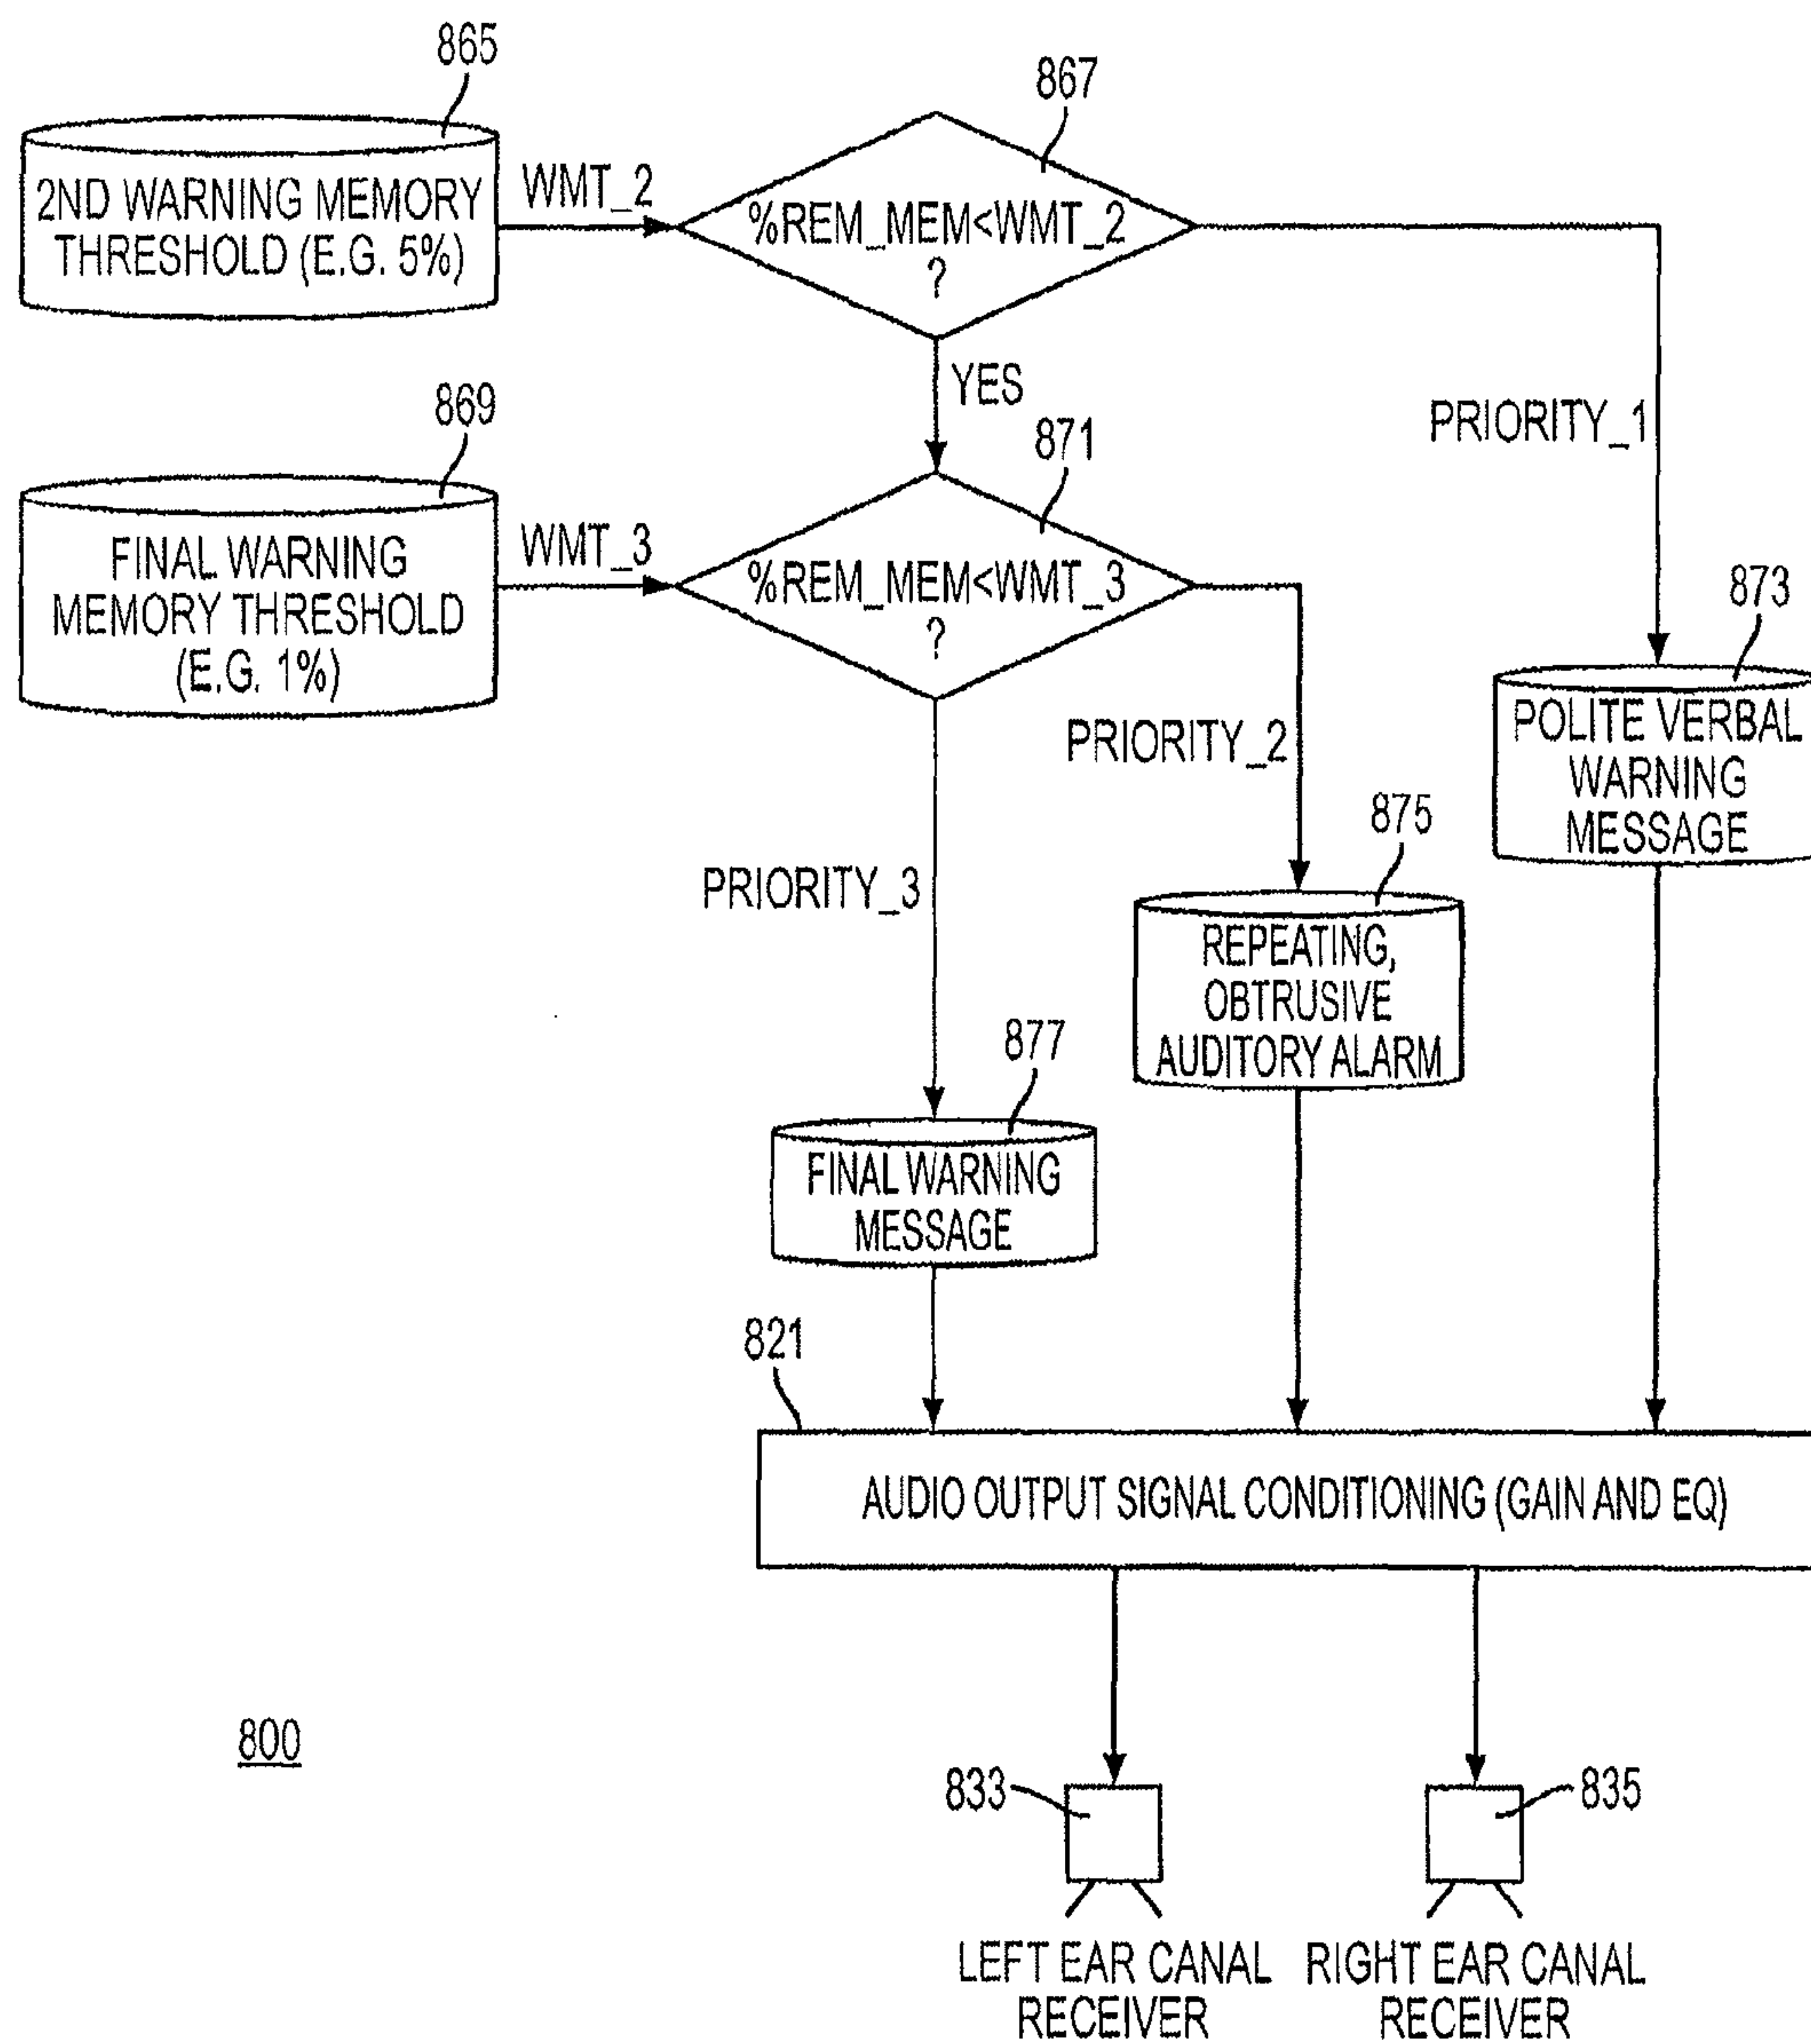 865
2ND WARNING MEMORY
THRESHOLD (E.G. 5%)
WMT_2
867
%REM_MEM<WMT_2
?
YES
PRIORITY_1
869
FINAL WARNING
MEMORY THRESHOLD
(E.G. 1%)
WMT_3
871
%REM_MEM<WMT_3
?
873
POLITE VERBAL
WARNING
MESSAGE
PRIORITY_2
875
REPEATING,
OBTRUSIVE
AUDITORY ALARM
PRIORITY_3
877
FINAL WARNING
MESSAGE
821
AUDIO OUTPUT SIGNAL CONDITIONING (GAIN AND EQ)
800
833
835
LEFT EAR CANAL
RECEIVER
RIGHT EAR CANAL
RECEIVER